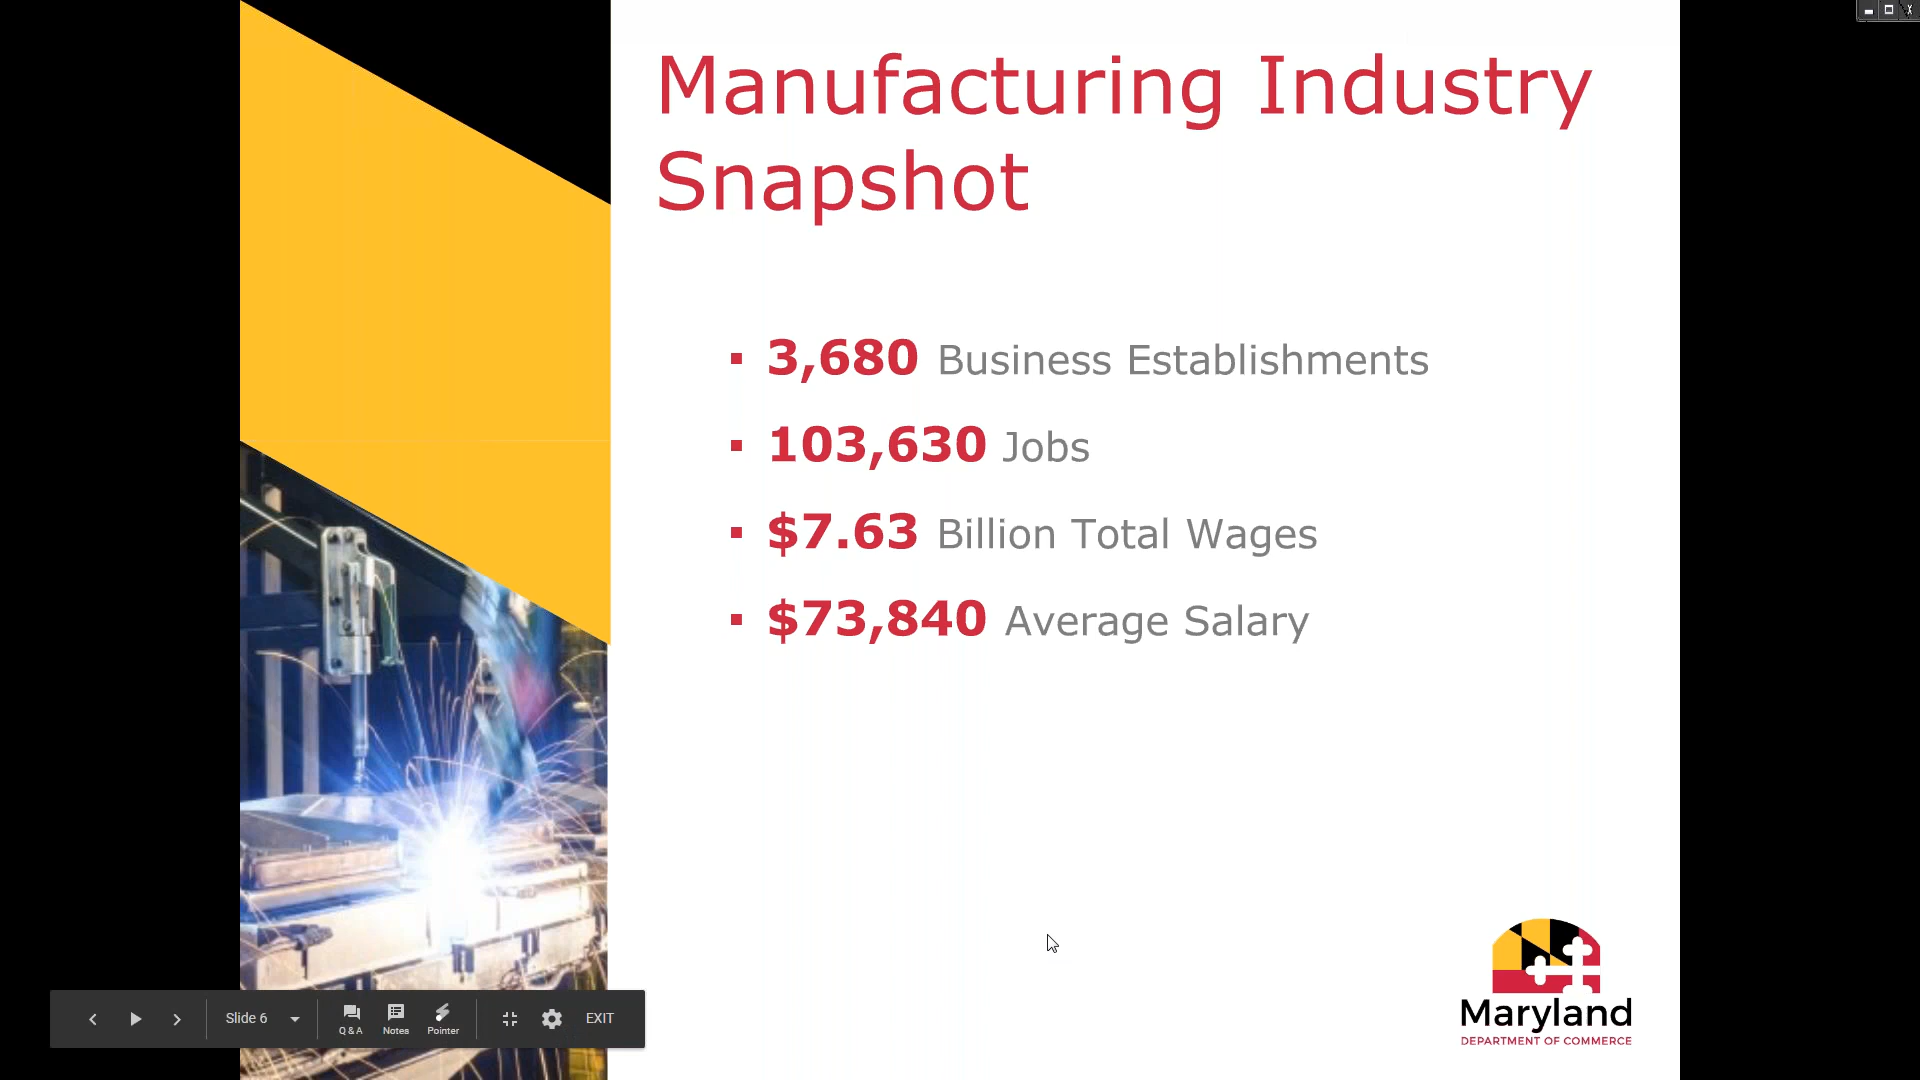 Manufacturing Industry
Snapshot
▪ 3,680 Business Establishments
▪ 103,630 Jobs
▪ $7.63 Billion Total Wages
▪ $73,840 Average Salary
Maryland
DEPARTMENT OF COMMERCE
Slide 6
Q & A
Notes
Pointer
EXIT